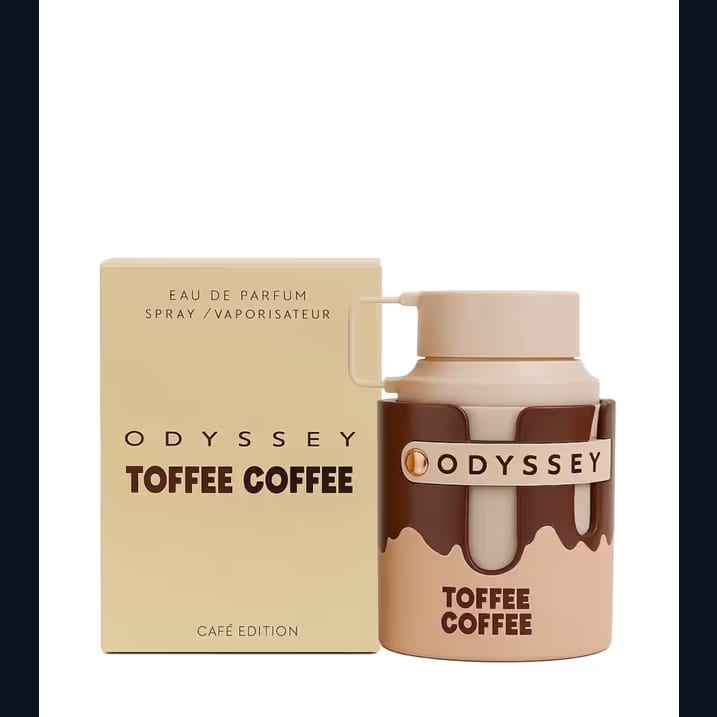 EAU DE PARFUM
SPRAY / VAPORISATEUR
ODYSSEY
TOFFEE COFFEE
CAFÉ EDITION
ODYSSEY
TOFFEE
COFFEE